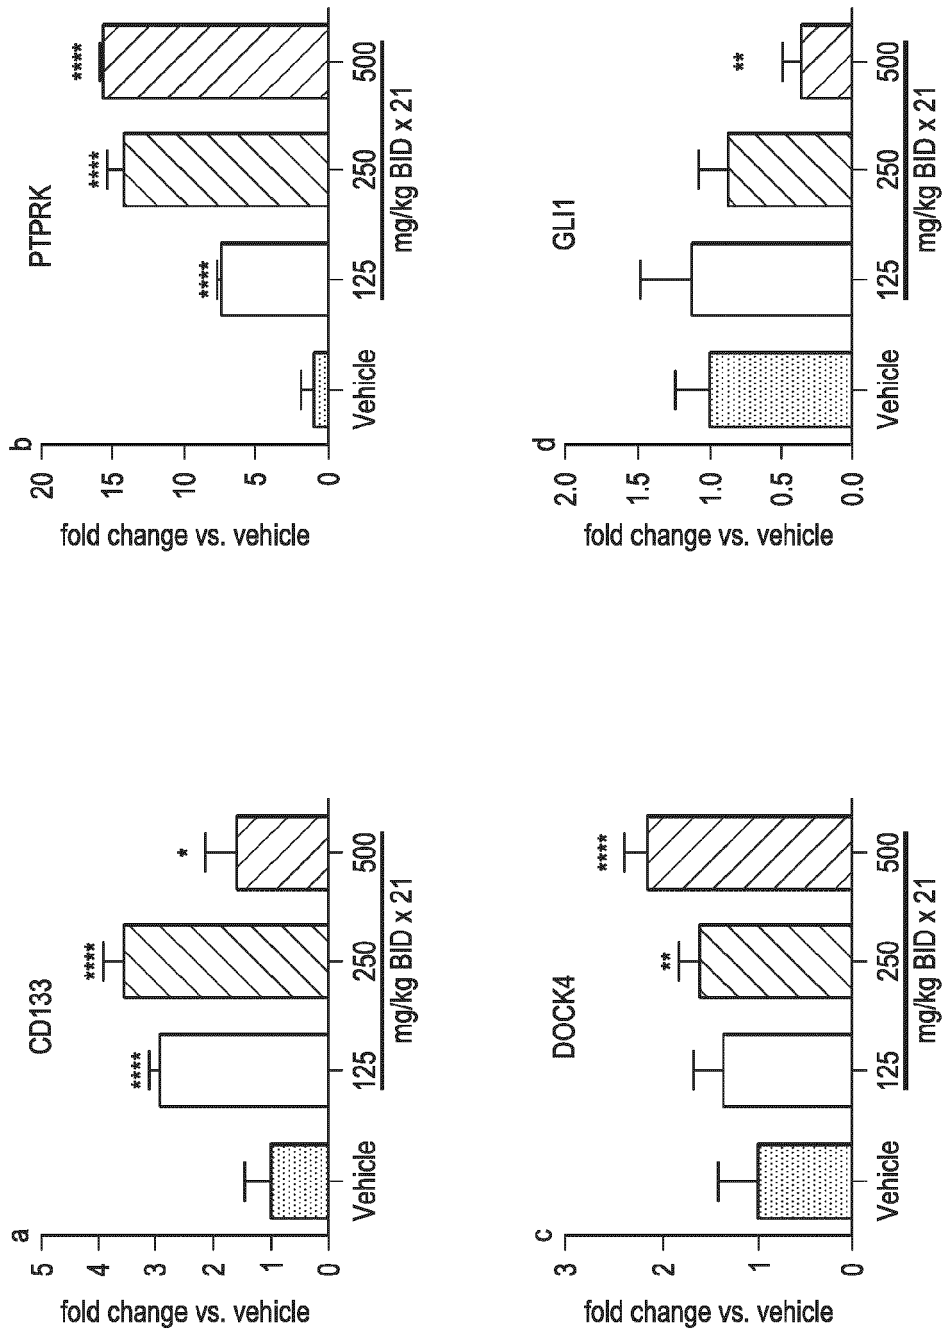 a
CD133
fold change vs. vehicle
5
4
3
2
1
0
****
****
*
Vehicle
125
250
500
mg/kg BID x 21
b
PTPRK
fold change vs. vehicle
20
15
10
5
0
****
****
****
Vehicle
125
250
500
mg/kg BID x 21
c
DOCK4
fold change vs. vehicle
3
2
1
0
**
****
Vehicle
125
250
500
mg/kg BID x 21
d
GLI1
fold change vs. vehicle
2.0
1.5
1.0
0.5
0.0
**
Vehicle
125
250
500
mg/kg BID x 21